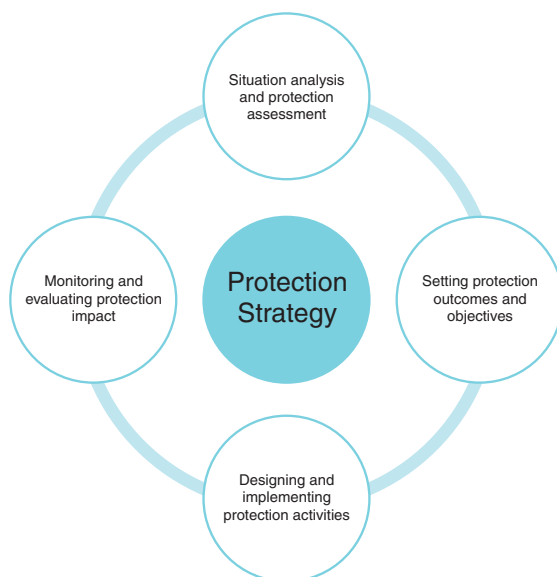 Situation analysis
and protection
assessment
Monitoring and
evaluating protection
impact
Protection
Strategy
Setting protection
outcomes and
objectives
Designing and
implementing
protection activities